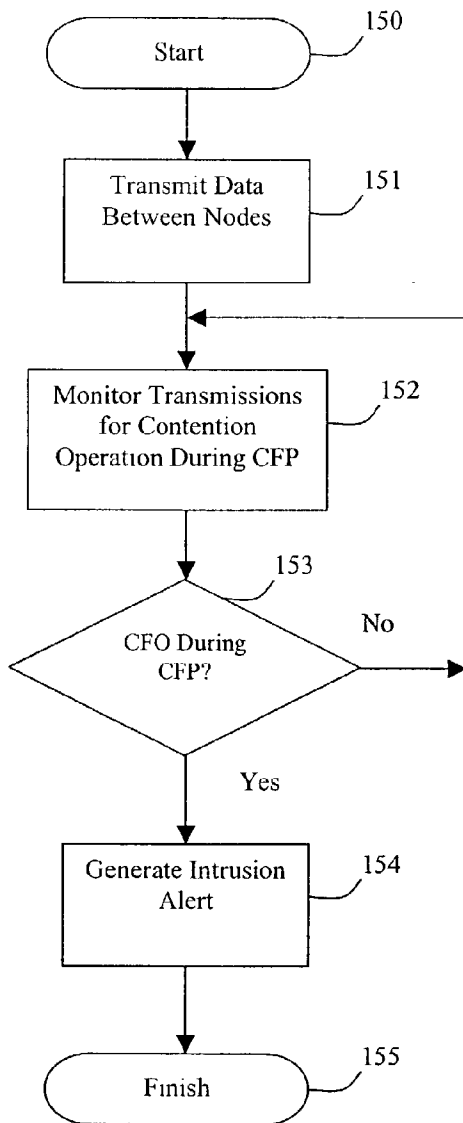 Start
150
Transmit Data
Between Nodes
151
Monitor Transmissions
for Contention
Operation During CFP
152
153
CFO During
CFP?
No
Yes
Generate Intrusion
Alert
154
Finish
155